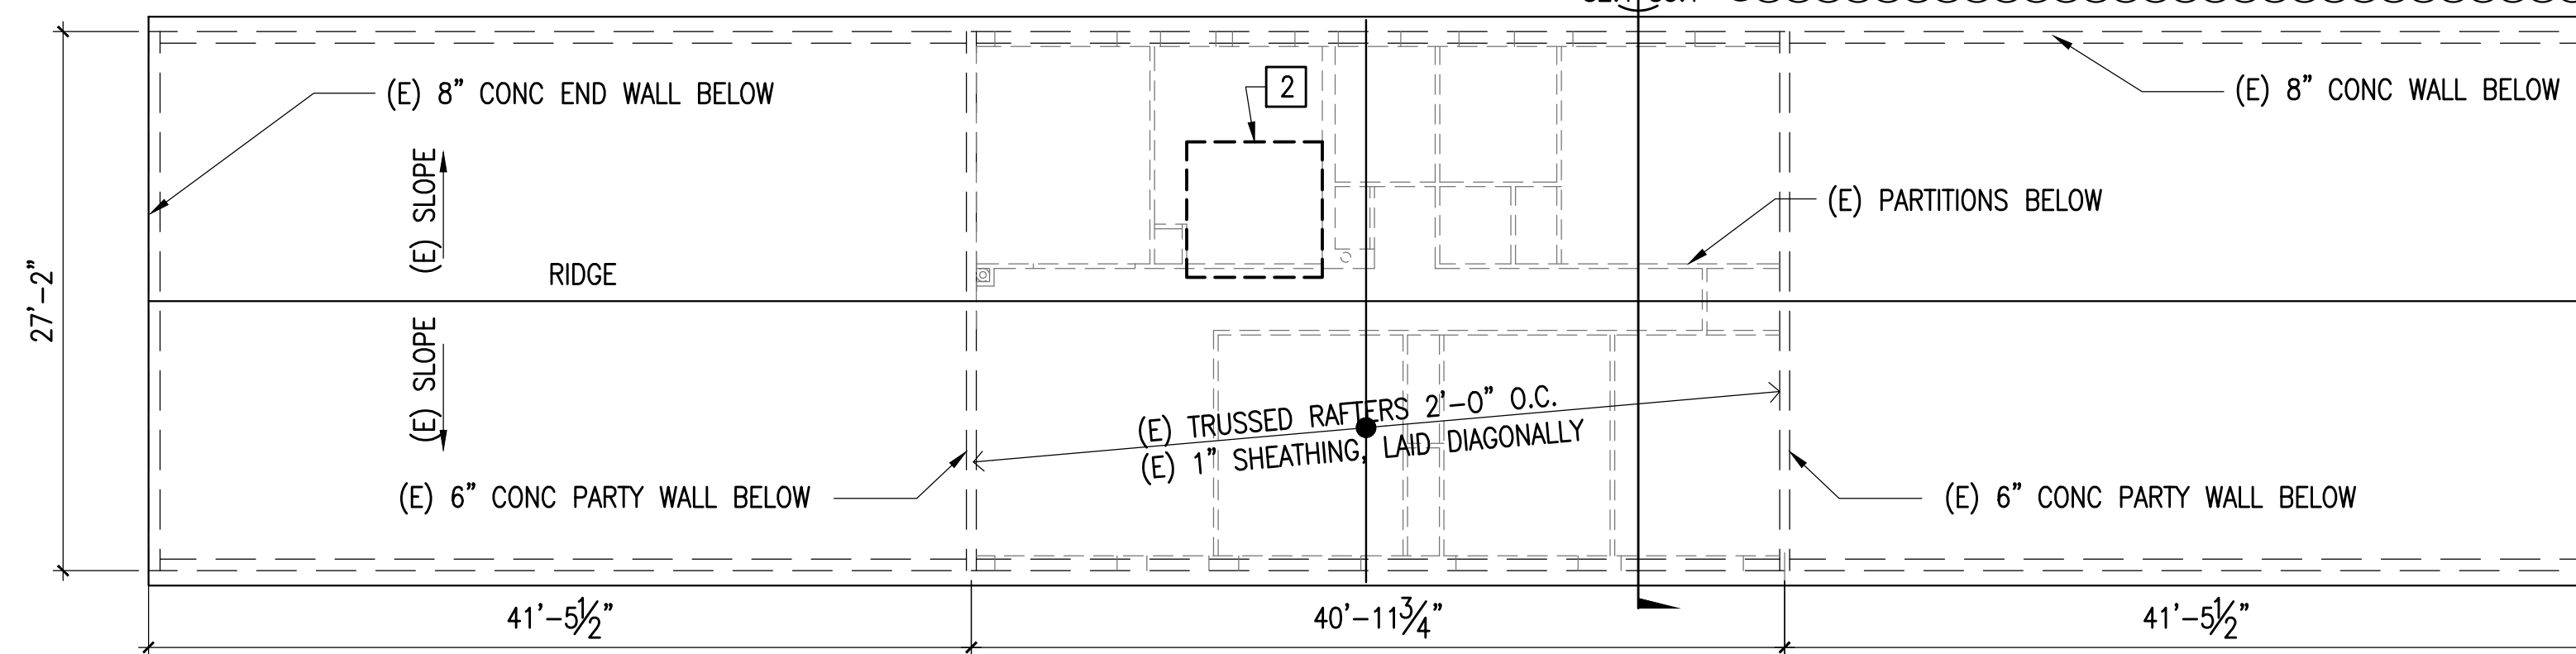 (E) 8" CONC END WALL BELOW
2
(E) 8" CONC WALL BELOW
(E) SLOPE
(E) PARTITIONS BELOW
RIDGE
27'-2"
(E) SLOPE
(E) TRUSSED RAFTERS 2'-0" O.C.
(E) 1" SHEATHING, LAID DIAGONALLY
(E) 6" CONC PARTY WALL BELOW
(E) 6" CONC PARTY WALL BELOW
41'-5½"
40'-11¾"
41'-5½"